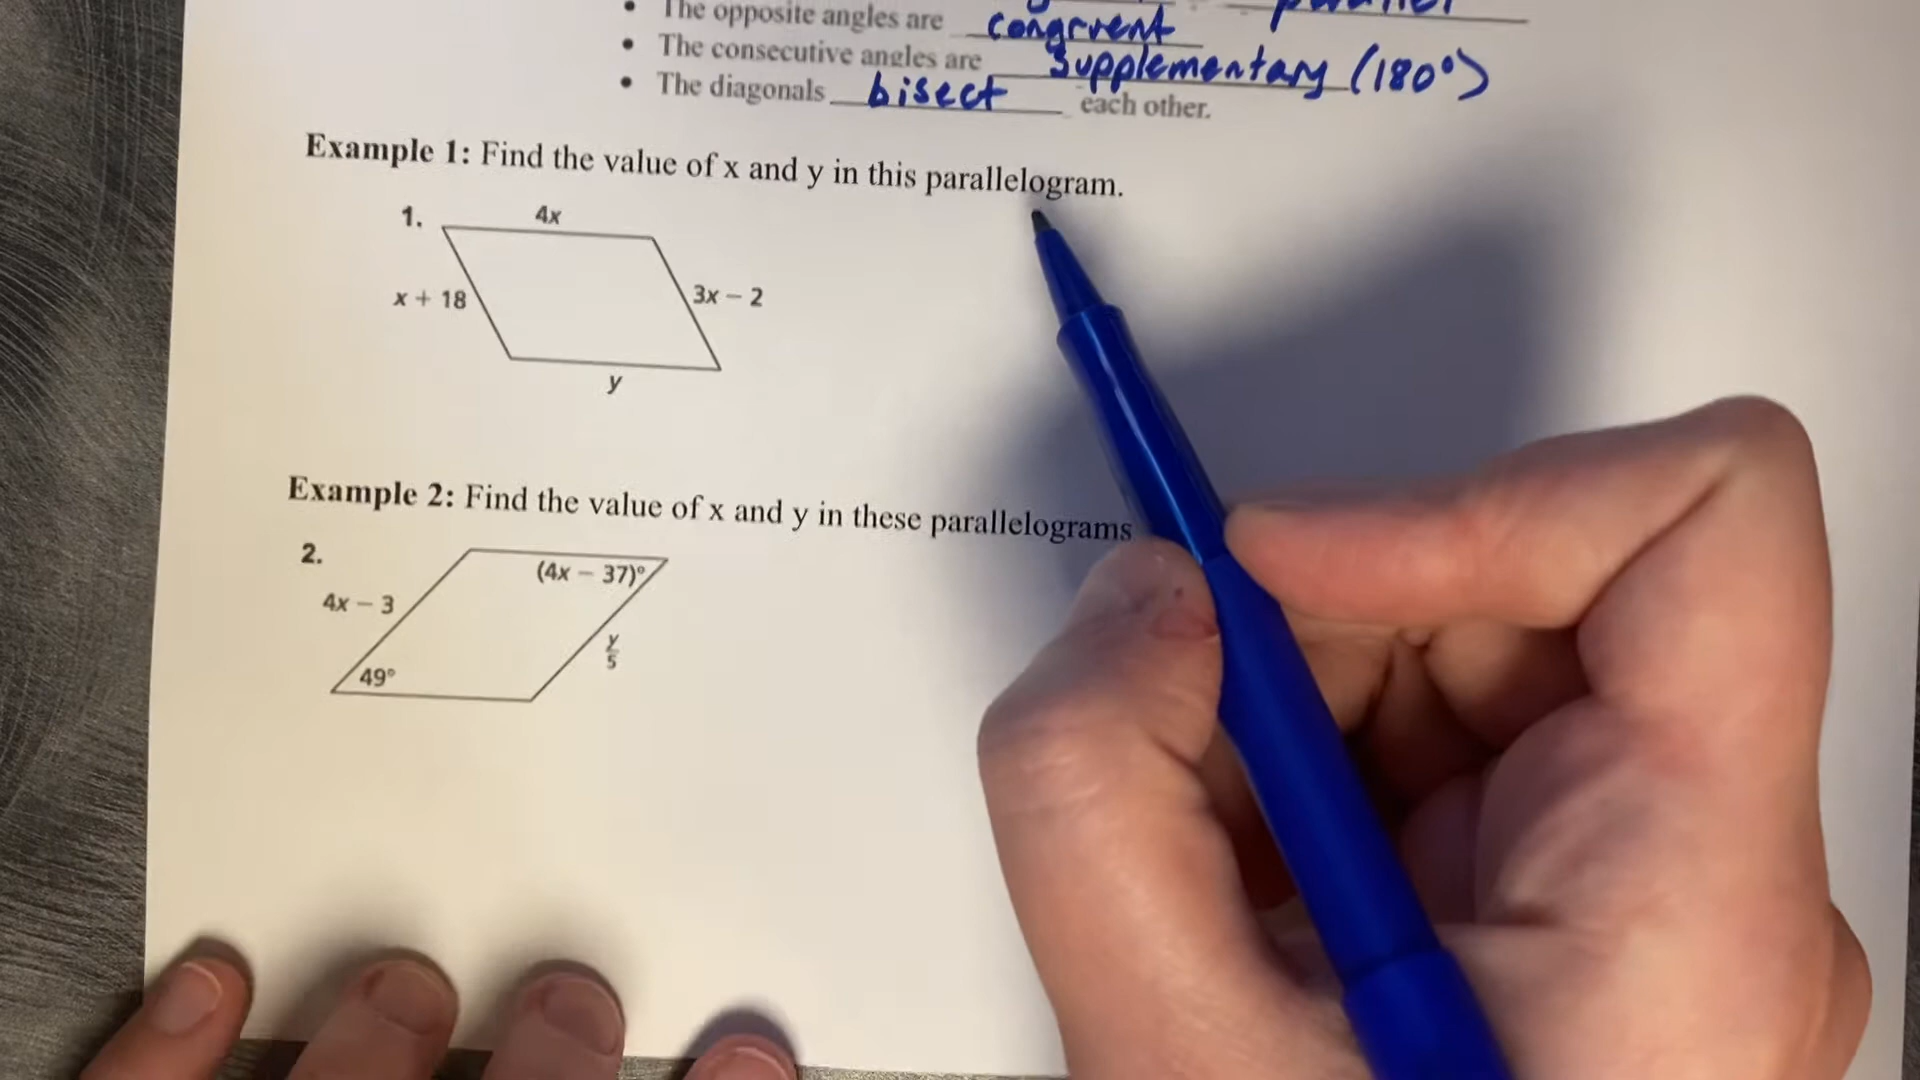 • The opposite angles are congruent
• The consecutive angles are supplementary (180°)
• The diagonals bisect each other.
Example 1: Find the value of x and y in this parallelogram.
1.
4x
x + 18
3x – 2
y
Example 2: Find the value of x and y in these parallelograms
2.
(4x – 37)°
4x – 3
y
5
49°